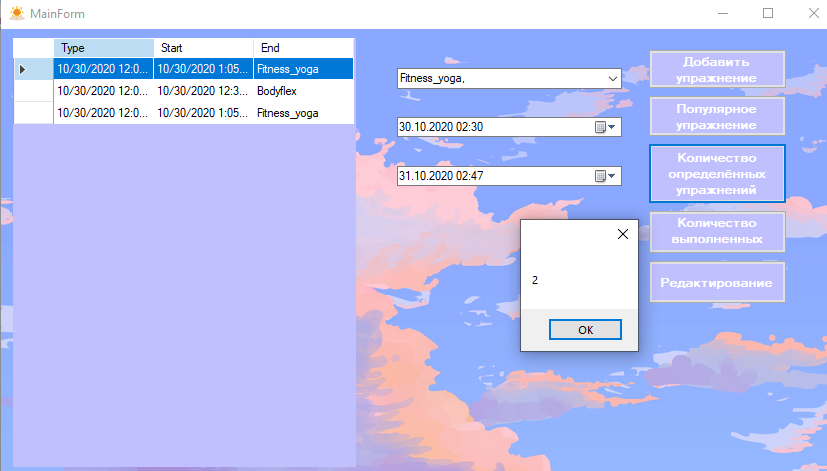 MainForm
Type Start End
10/30/2020 12:0... 10/30/2020 1:05... Fitness_yoga
10/30/2020 12:0... 10/30/2020 12:3... Bodyflex
10/30/2020 12:0... 10/30/2020 1:05... Fitness_yoga
Fitness_yoga,
30.10.2020 02:30
31.10.2020 02:47
Добавить
упражнение
Популярное
упражнение
Количество
определённых
упражнений
Количество
выполненных
Редактирование
2
OK